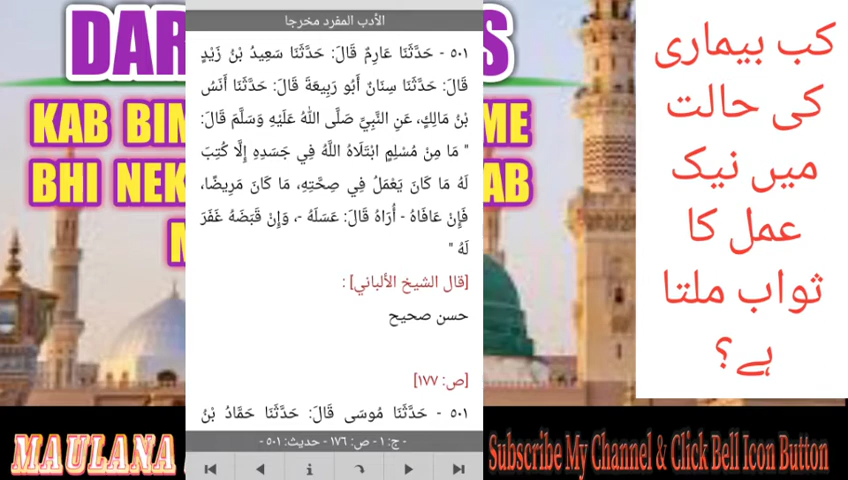 DAR
S
KAB BIM
ME
BHI NEK
AB
M
الأدب المفرد مخرجا
٥٠١ - حَدَّثَنَا عَارِمٌ قَالَ: حَدَّثَنَا سَعِيدُ بْنُ زَيْدٍ
قَالَ: حَدَّثَنَا سِنَانٌ أَبُو رَبِيعَةَ قَالَ: حَدَّثَنَا أَنَسُ
بْنُ مَالِكٍ، عَنِ النَّبِيِّ صَلَّى اللهُ عَلَيْهِ وَسَلَّمَ قَالَ:
" مَا مِنْ مُسْلِمٍ ابْتَلَاهُ اللَّهُ فِي جَسَدِهِ إِلَّا كُتِبَ
لَهُ مَا كَانَ يَعْمَلُ فِي صِحَّتِهِ، مَا كَانَ مَرِيضًا،
فَإِنْ عَافَاهُ - أُرَاهُ قَالَ: عَسَلَهُ -، وَإِنْ قَبَضَهُ غَفَرَ
لَهُ "
[قال الشيخ الألباني] :
حسن صحيح
[ص: ١٧٧]
٥٠١ - حَدَّثَنَا مُوسَى قَالَ: حَدَّثَنَا حَمَّادُ بْنُ
- ج: ١ - ص: ١٧٦ - حديث: ٥٠١ -
کب بیماری
کی حالت
میں نیک
عمل کا
ثواب ملتا
ہے؟
MAULANA
Subscribe My Channel & Click Bell Icon Button